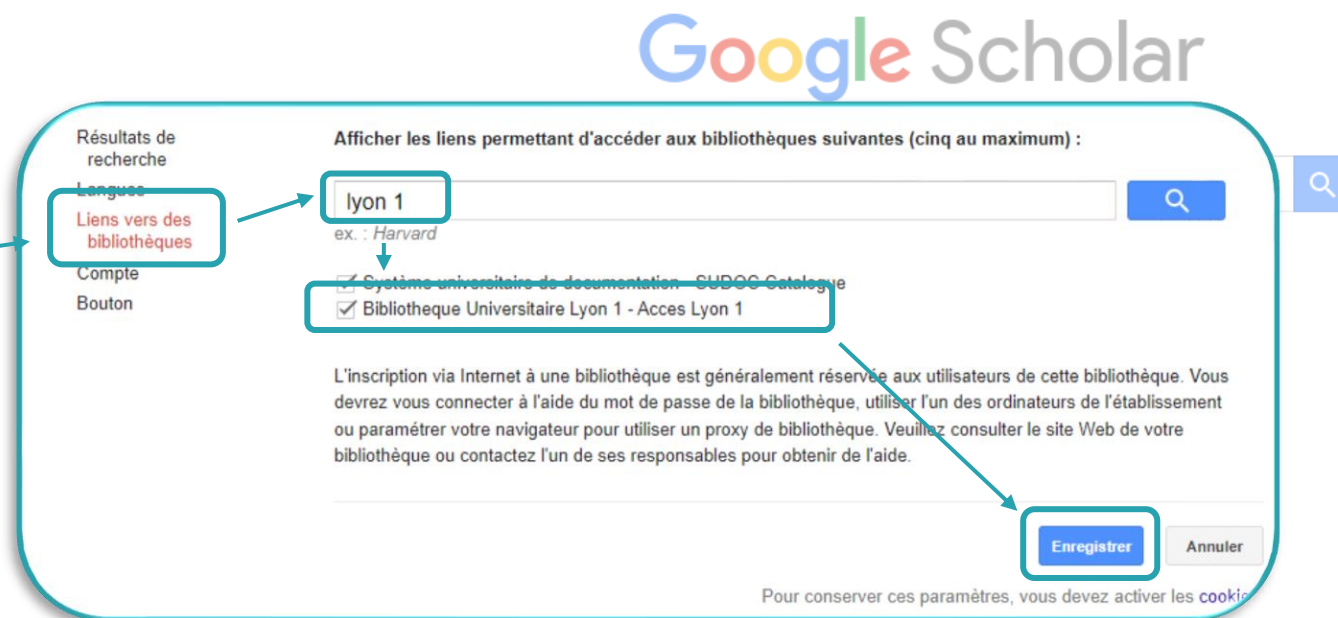 Google Scholar
Résultats de
recherche
Langues
Liens vers des
bibliothèques
Compte
Bouton
Afficher les liens permettant d'accéder aux bibliothèques suivantes (cinq au maximum) :
lyon 1
ex. : Harvard
Système universitaire de documentation - SUDOC Catalogue
Bibliotheque Universitaire Lyon 1 - Acces Lyon 1
L'inscription via Internet à une bibliothèque est généralement réservée aux utilisateurs de cette bibliothèque. Vous
devrez vous connecter à l'aide du mot de passe de la bibliothèque, utiliser l'un des ordinateurs de l'établissement
ou paramétrer votre navigateur pour utiliser un proxy de bibliothèque. Veuillez consulter le site Web de votre
bibliothèque ou contactez l'un de ses responsables pour obtenir de l'aide.
Enregistrer
Annuler
Pour conserver ces paramètres, vous devez activer les